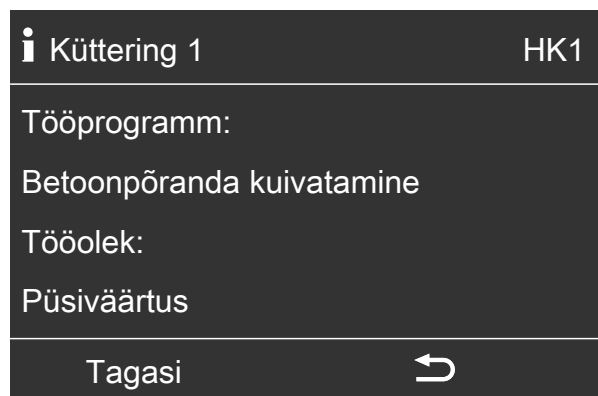 i Küttering 1 HK1
Tööprogramm:
Betoonpõranda kuivatamine
Tööolek:
Püsiväärtus
Tagasi